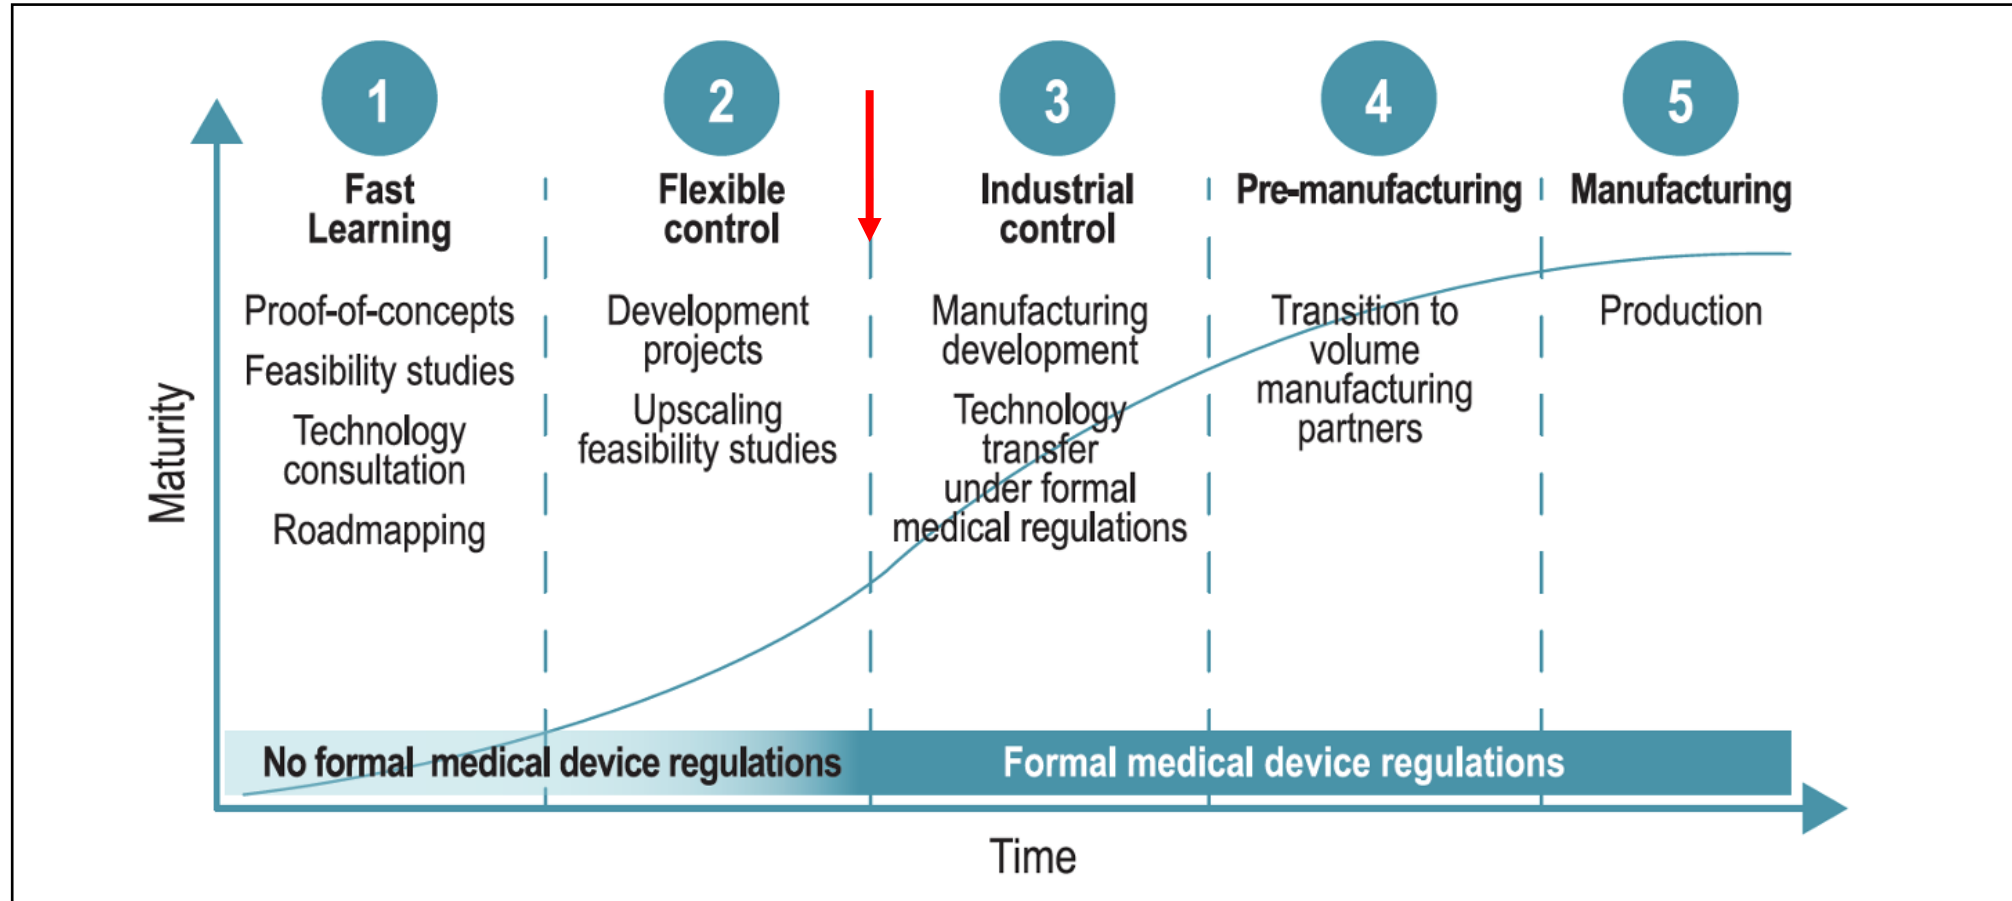 1
2
3
4
5
Fast
Learning
Flexible
control
Industrial
control
Pre-manufacturing
Manufacturing
Proof-of-concepts
Feasibility studies
Technology
consultation
Roadmapping
Development
projects
Upscaling
feasibility studies
Manufacturing
development
Technology
transfer
under formal
medical regulations
Transition to
volume
manufacturing
partners
Production
Maturity
No formal medical device regulations
Formal medical device regulations
Time